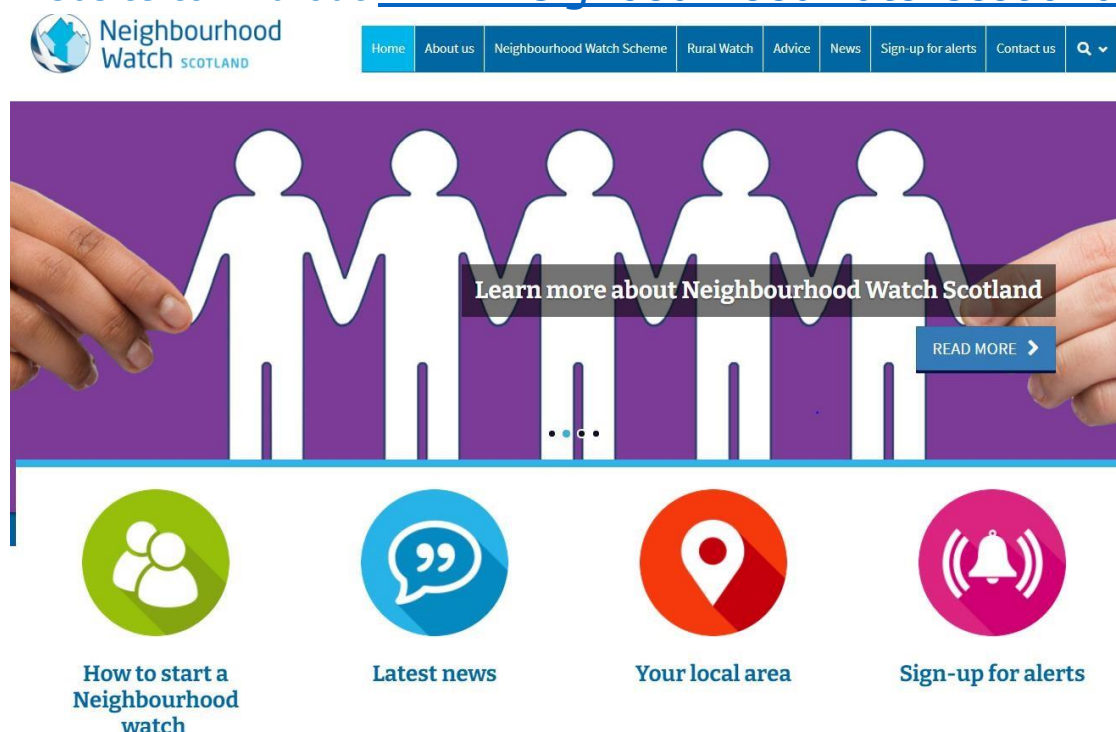 Neighbourhood
Watch SCOTLAND
Home About us Neighbourhood Watch Scheme Rural Watch Advice News Sign-up for alerts Contact us
Learn more about Neighbourhood Watch Scotland
READ MORE
How to start a
Neighbourhood
watch
Latest news
Your local area
Sign-up for alerts